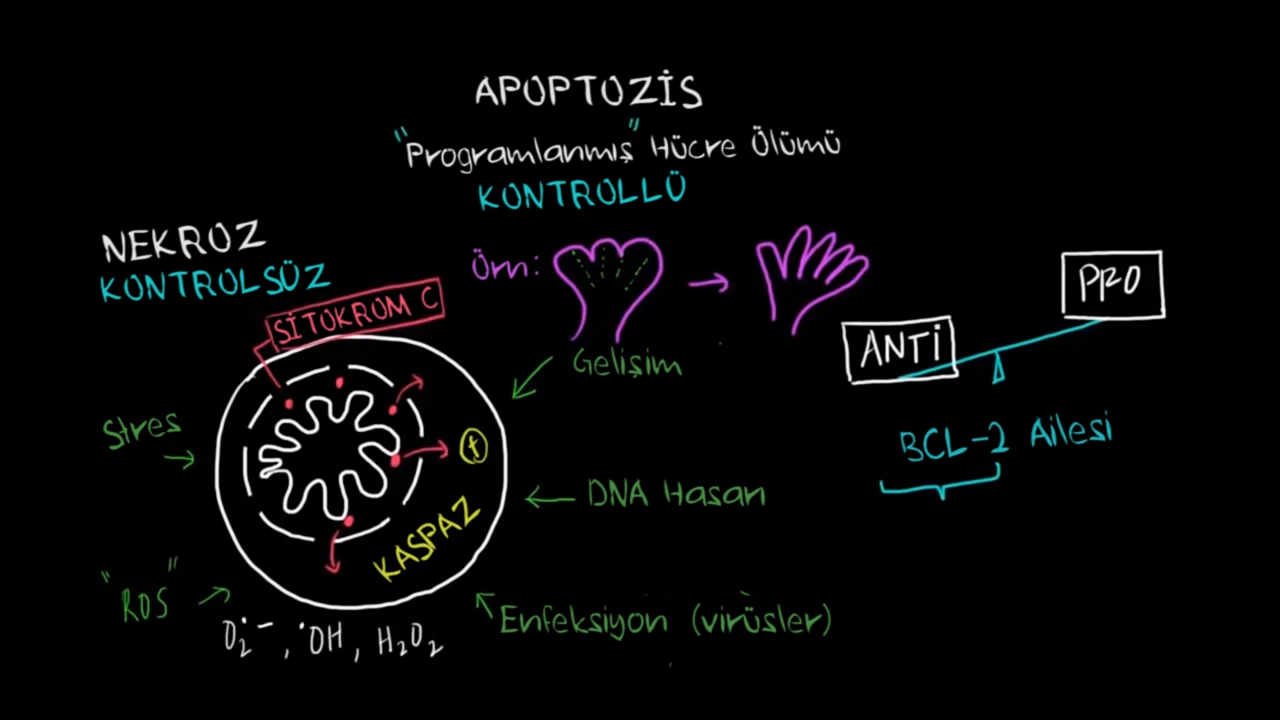 APOPTOZİS
"Programlanmış" Hücre Ölümü
KONTROLLÜ
NEKROZ
KONTROLSÜZ
Örn:
SİTOKROM C
PRO
ANTİ
Gelişim
Stres
BCL-2 Ailesi
+
DNA Hasarı
KASPAZ
"ROS"
O₂•⁻, •OH, H₂O₂
Enfeksiyon (virüsler)